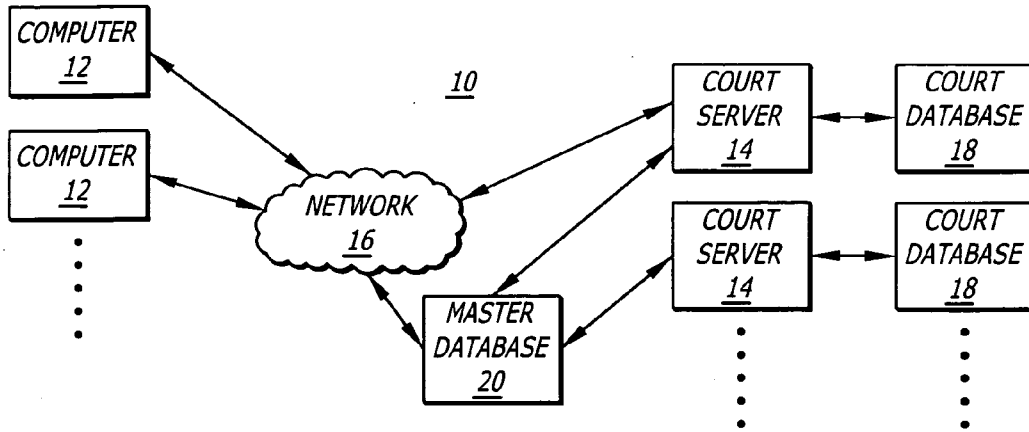 COMPUTER
12
COMPUTER
12
10
NETWORK
16
MASTER
DATABASE
20
COURT
SERVER
14
COURT
DATABASE
18
COURT
SERVER
14
COURT
DATABASE
18